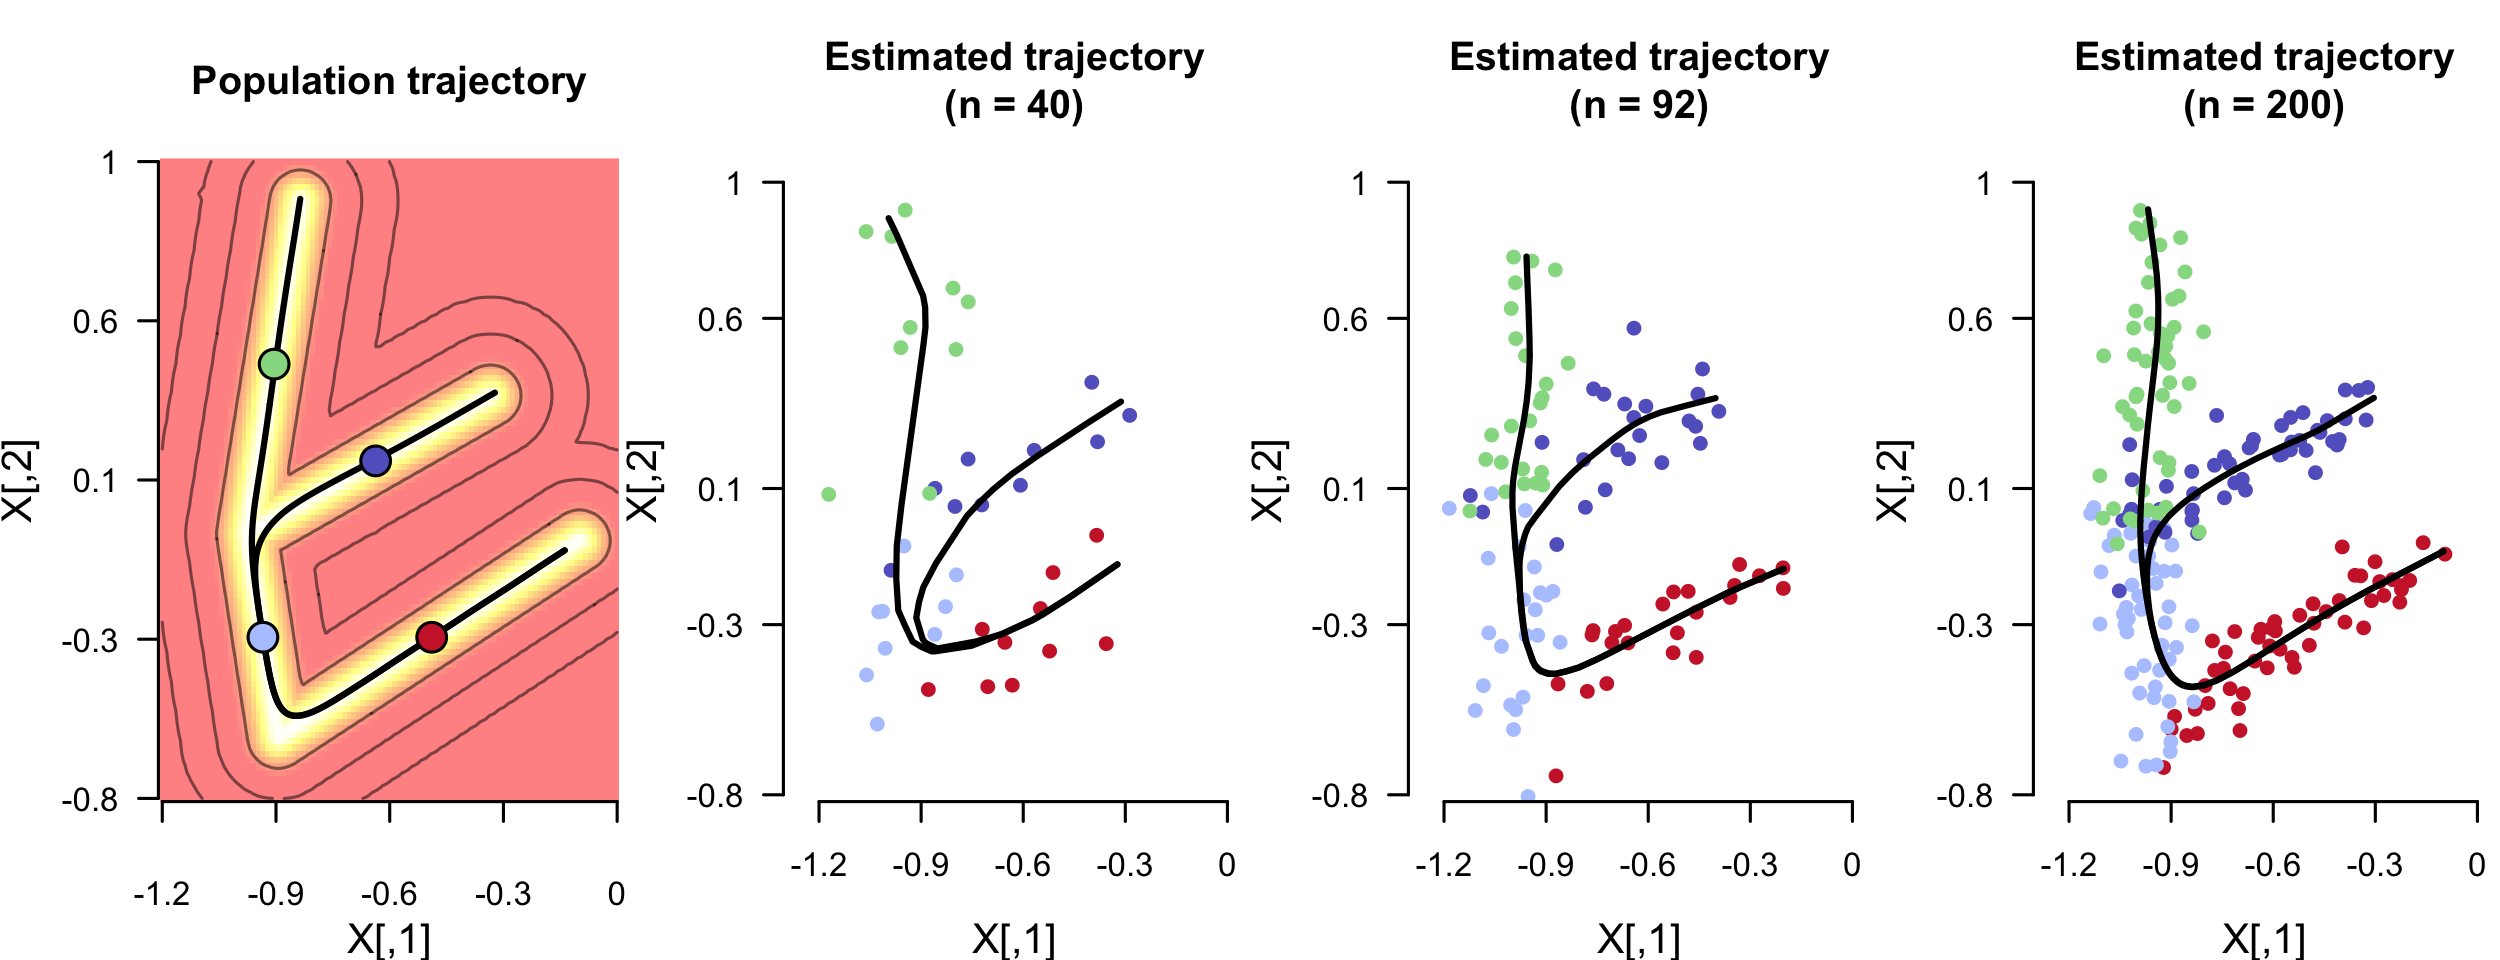 Population trajectory
1
0.6
0.1
-0.3
-0.8
X[,2]
-1.2 -0.9 -0.6 -0.3 0
X[,1]
Estimated trajectory
(n = 40)
1
0.6
0.1
-0.3
-0.8
X[,2]
-1.2 -0.9 -0.6 -0.3 0
X[,1]
Estimated trajectory
(n = 92)
1
0.6
0.1
-0.3
-0.8
X[,2]
-1.2 -0.9 -0.6 -0.3 0
X[,1]
Estimated trajectory
(n = 200)
1
0.6
0.1
-0.3
-0.8
X[,2]
-1.2 -0.9 -0.6 -0.3 0
X[,1]